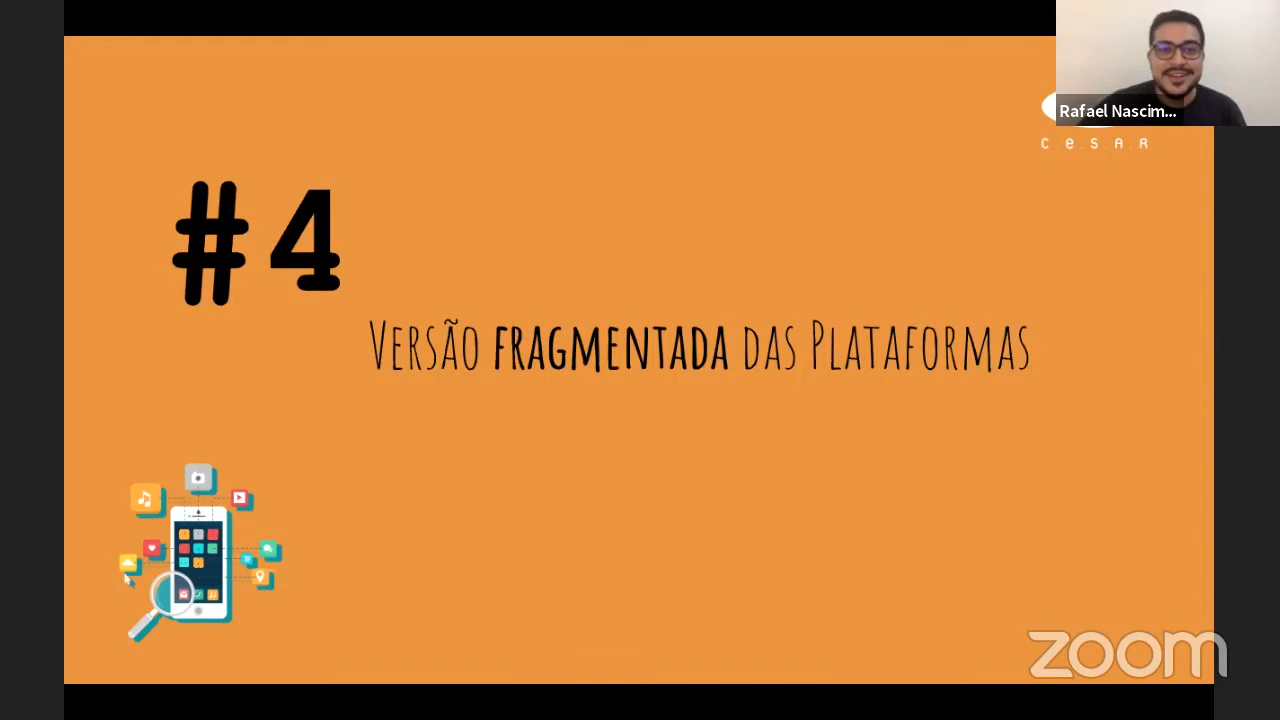 Rafael Nascim...
C.e.S.A.R
#4
Versão fragmentada das Plataformas
zoom